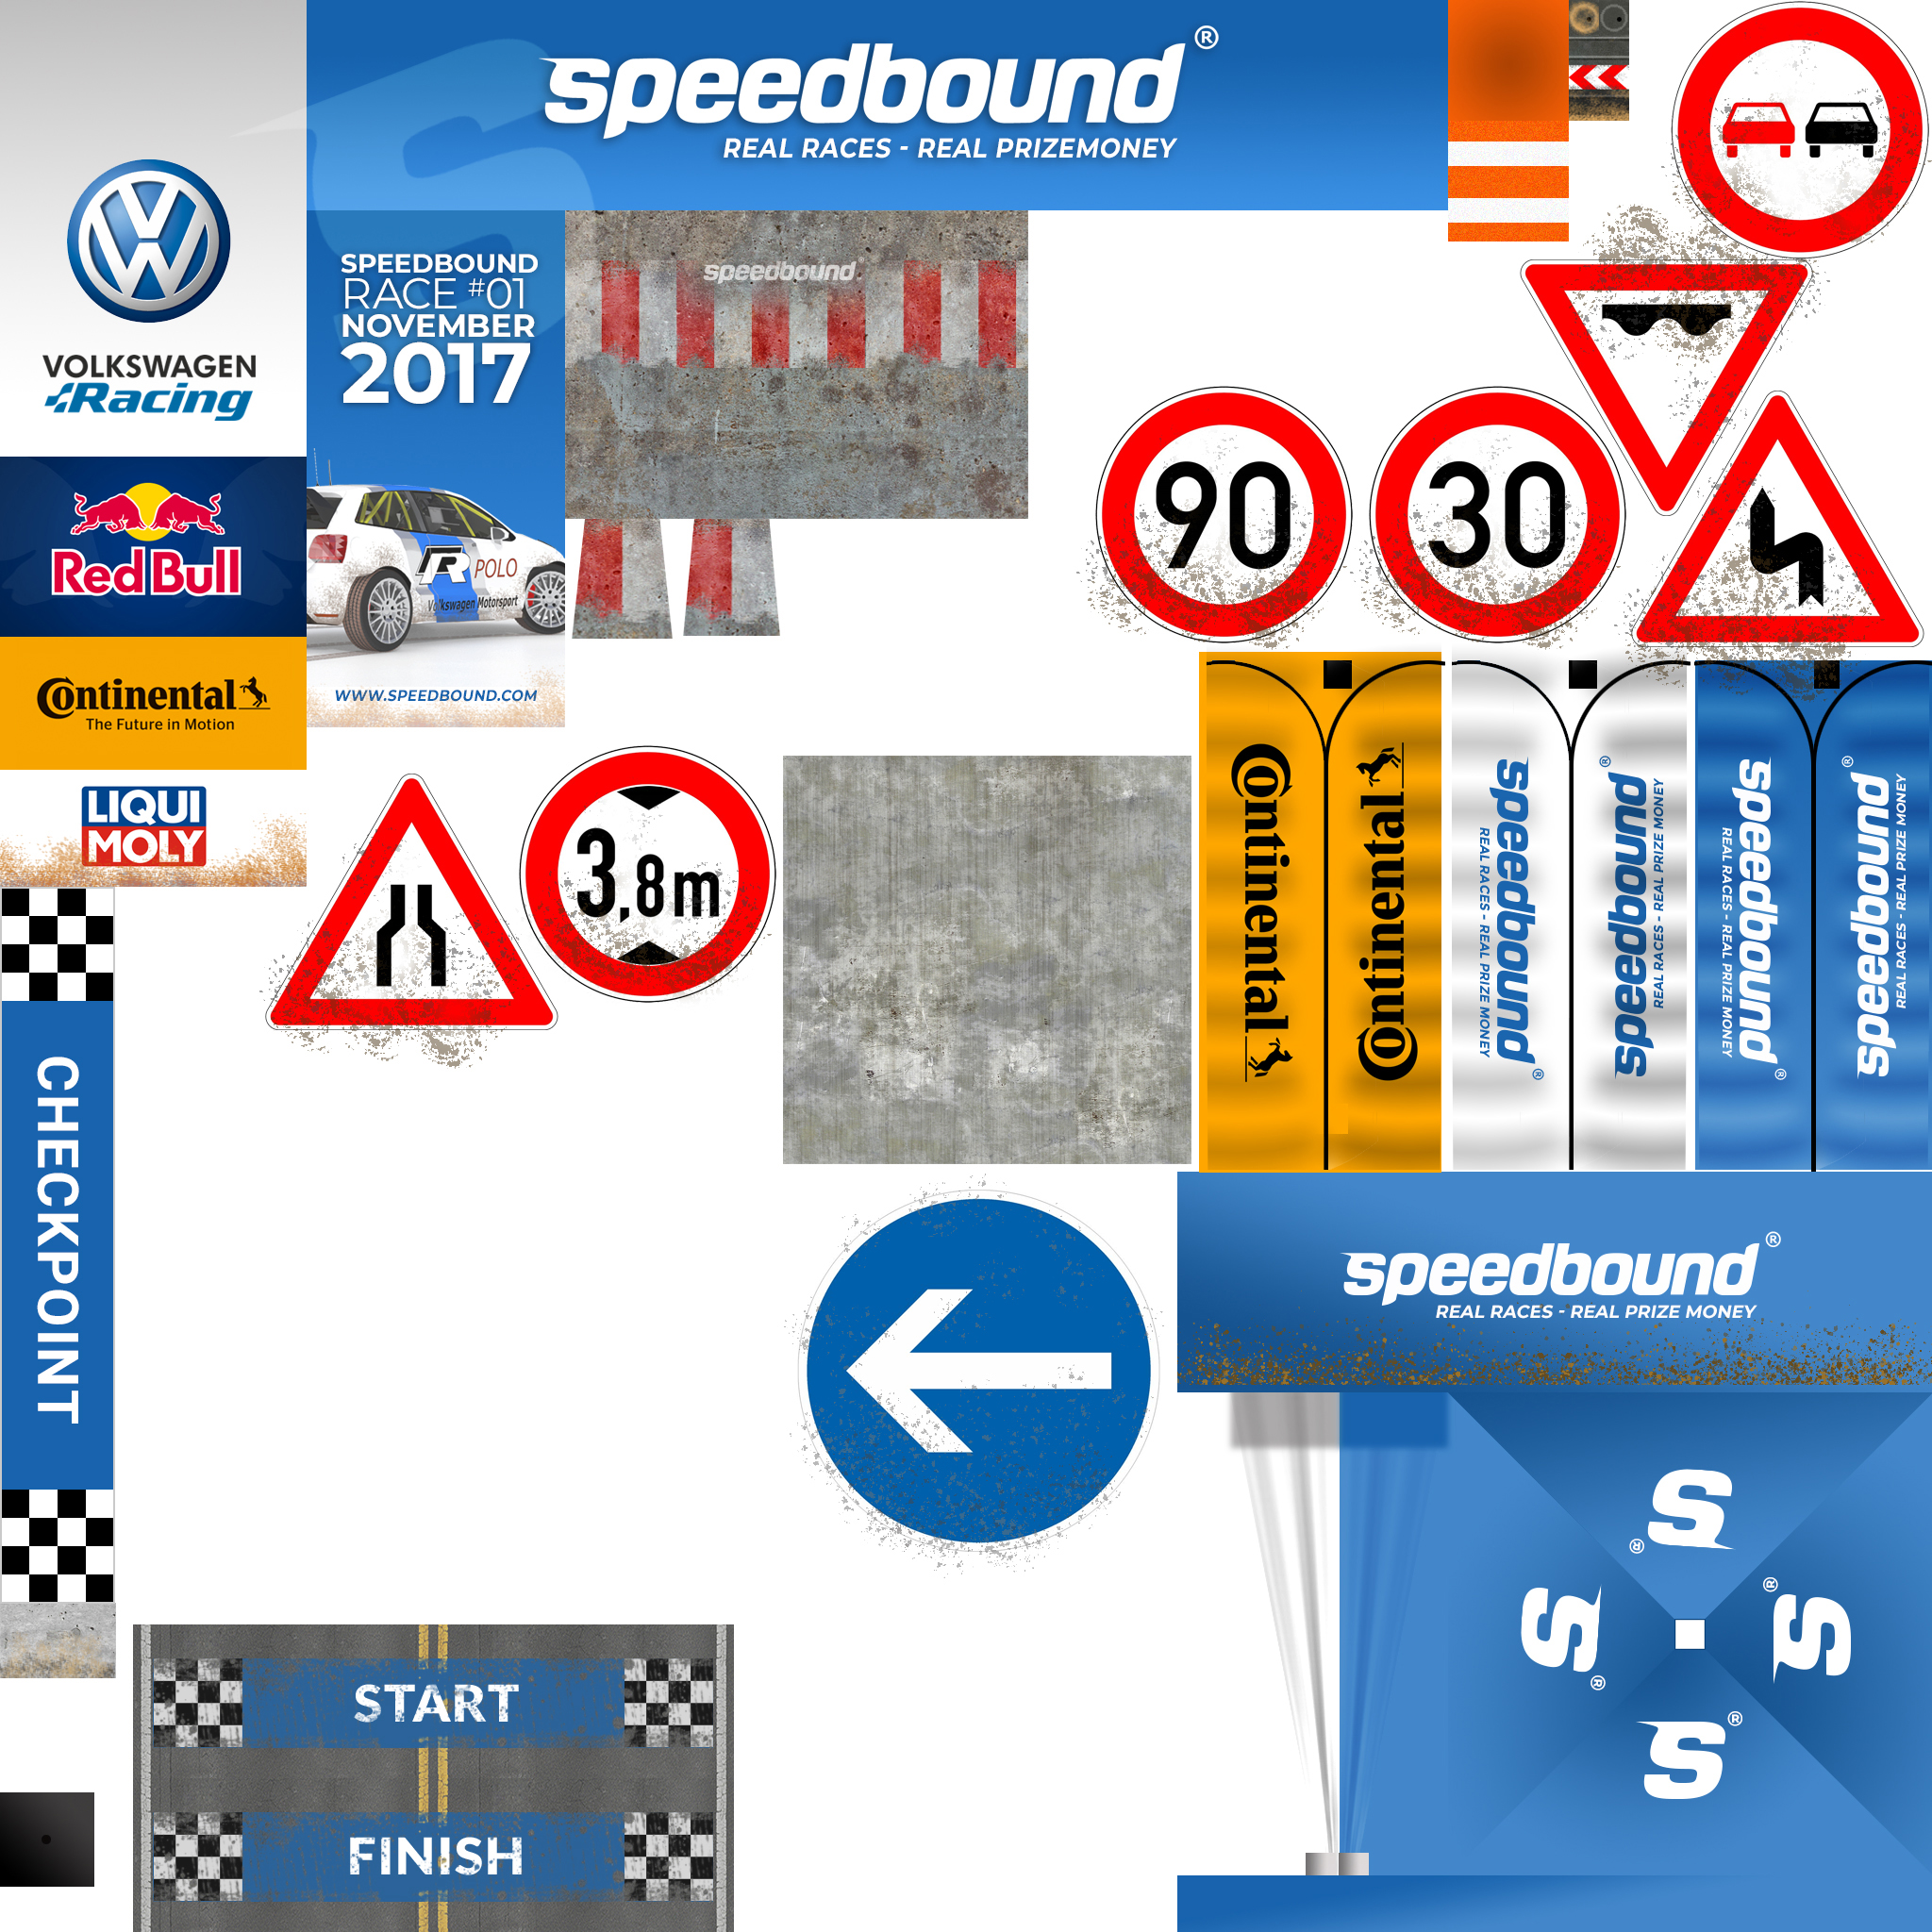 speedbound®
REAL RACES - REAL PRIZEMONEY
VOLKSWAGEN
Racing
SPEEDBOUND
RACE #01
NOVEMBER
2017
speedbound®
Red Bull
R POLO
Volkswagen Motorsport
WWW.SPEEDBOUND.COM
Continental
The Future in Motion
LIQUI
MOLY
90
30
3,8m
Continental
Continental
speedbound®
REAL RACES - REAL PRIZE MONEY
speedbound®
REAL RACES - REAL PRIZE MONEY
speedbound®
REAL RACES - REAL PRIZE MONEY
speedbound®
REAL RACES - REAL PRIZE MONEY
CHECKPOINT
speedbound®
REAL RACES - REAL PRIZE MONEY
S®
S®
S®
S®
START
FINISH